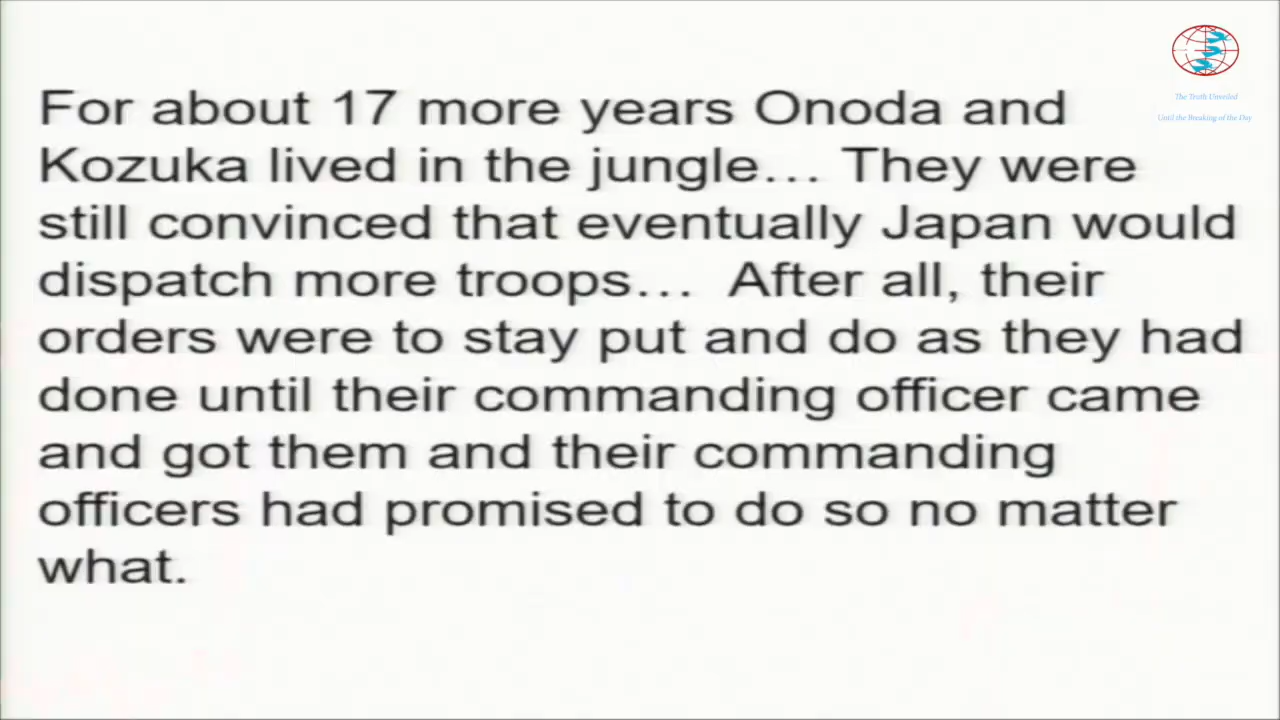 The Truth Unveiled
Until the Breaking of the Day
For about 17 more years Onoda and
Kozuka lived in the jungle… They were
still convinced that eventually Japan would
dispatch more troops…  After all, their
orders were to stay put and do as they had
done until their commanding officer came
and got them and their commanding
officers had promised to do so no matter
what.